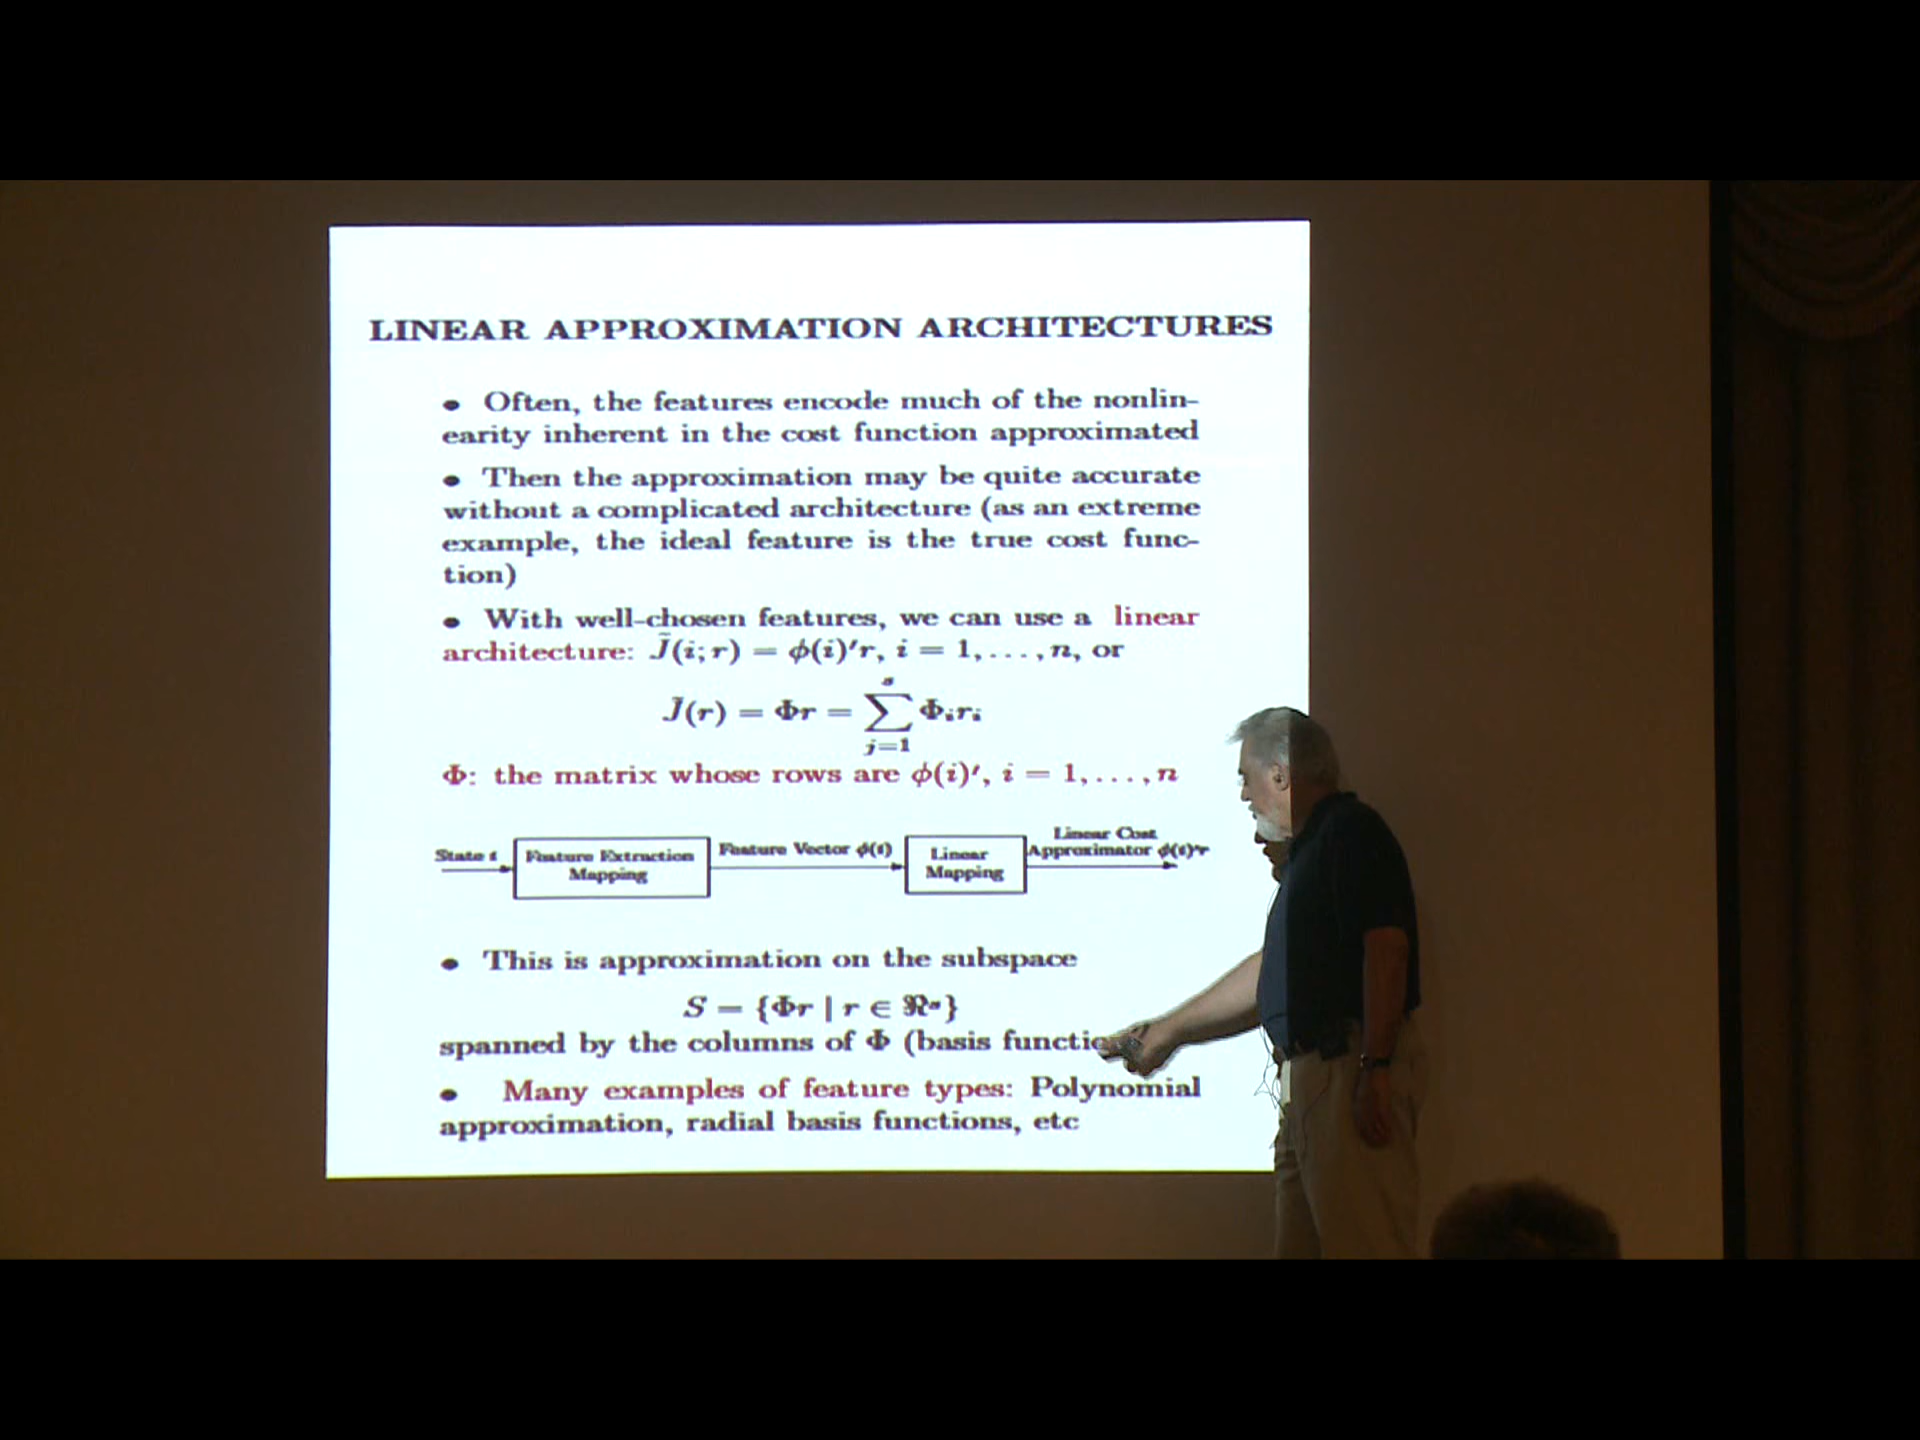 LINEAR APPROXIMATION ARCHITECTURES
• Often, the features encode much of the nonlin-
earity inherent in the cost function approximated
• Then the approximation may be quite accurate
without a complicated architecture (as an extreme
example, the ideal feature is the true cost func-
tion)
• With well-chosen features, we can use a linear
architecture: J̃(i; r) = ϕ(i)′r, i = 1, . . . , n, or
J̃(r) = Φr = ∑ˢⱼ₌₁ Φⱼrⱼ
Φ: the matrix whose rows are ϕ(i)′, i = 1, . . . , n
State i
Feature Extraction
Mapping
Feature Vector ϕ(i)
Linear
Mapping
Linear Cost
Approximator ϕ(i)′r
• This is approximation on the subspace
S = {Φr | r ∈ ℜˢ}
spanned by the columns of Φ (basis functio
• Many examples of feature types: Polynomial
approximation, radial basis functions, etc